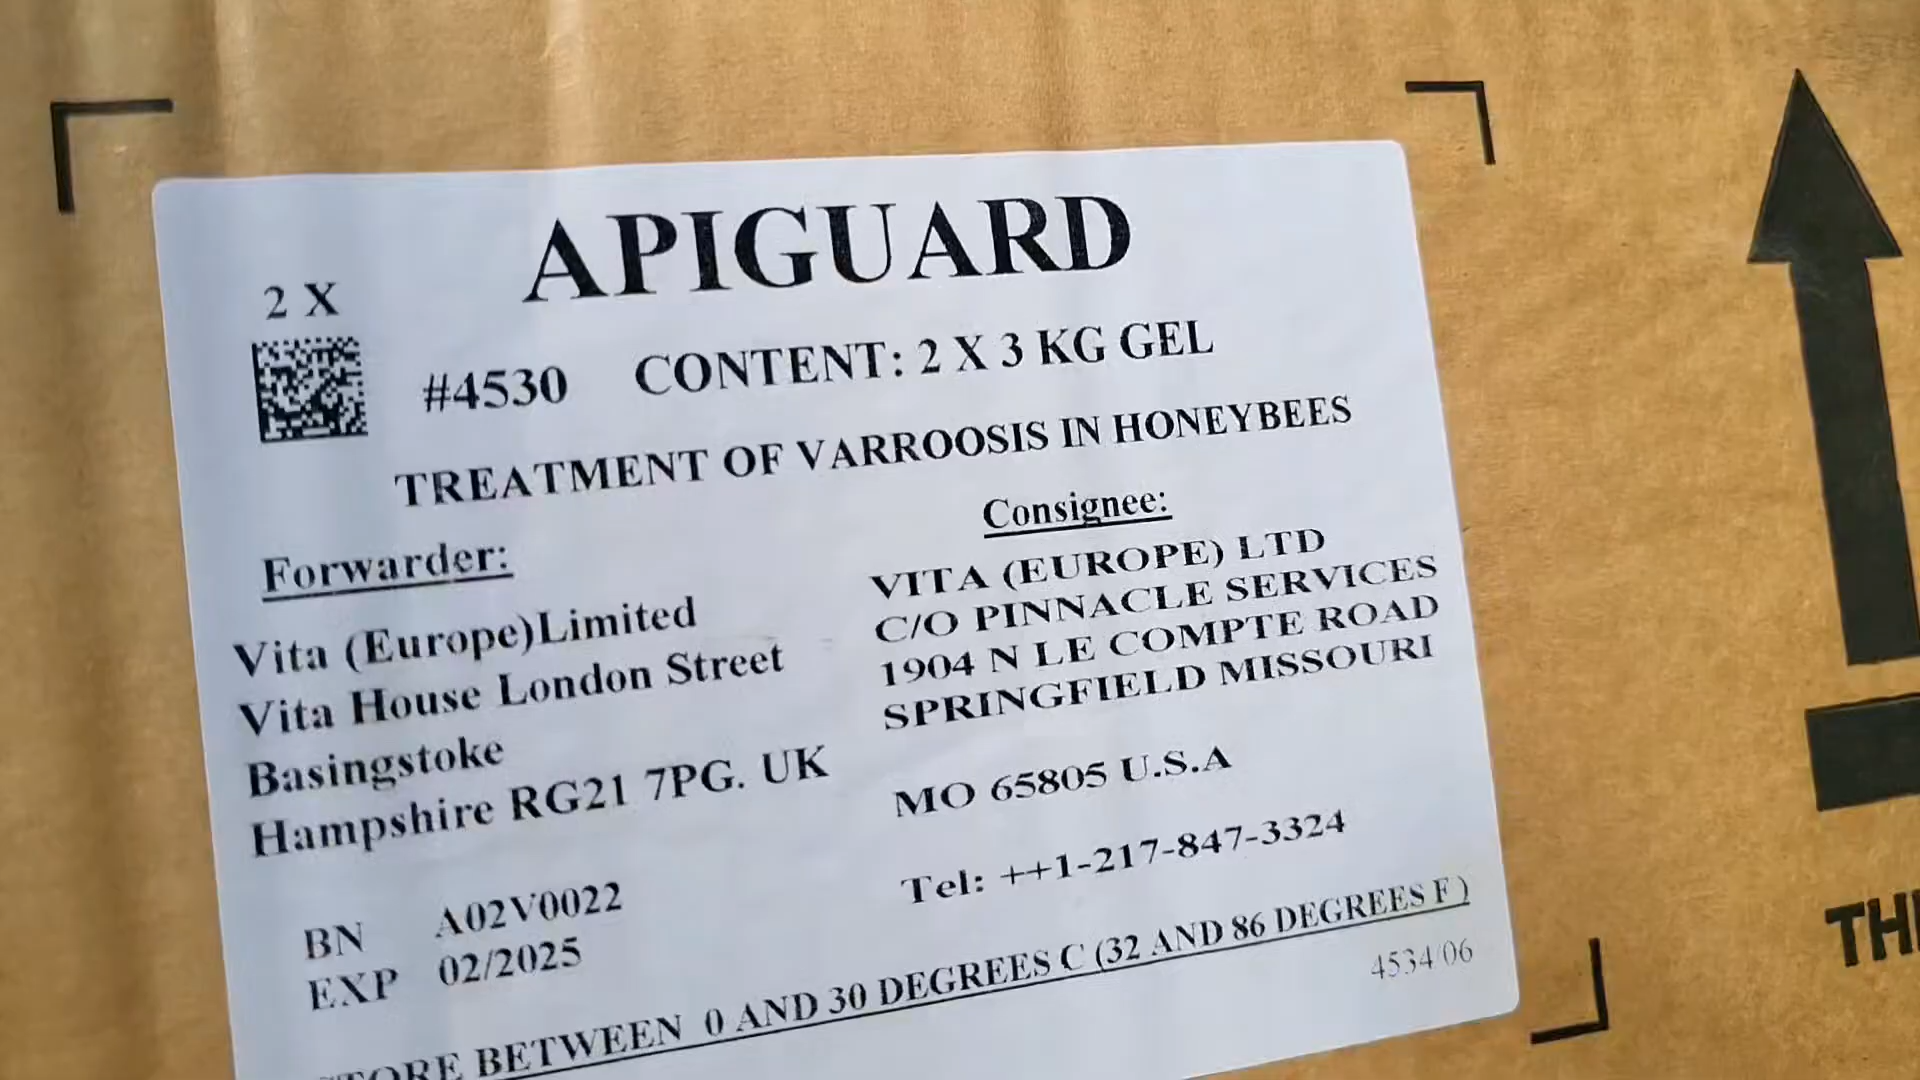 APIGUARD
2 X
#4530 CONTENT: 2 X 3 KG GEL
TREATMENT OF VARROOSIS IN HONEYBEES
Forwarder:
Vita (Europe)Limited
Vita House London Street
Basingstoke
Hampshire RG21 7PG. UK
Consignee:
VITA (EUROPE) LTD
C/O PINNACLE SERVICES
1904 N LE COMPTE ROAD
SPRINGFIELD MISSOURI
MO 65805 U.S.A
Tel: ++1-217-847-3324
BN A02V0022
EXP 02/2025
BETWEEN 0 AND 30 DEGREES C (32 AND 86 DEGREES F)
4534/06